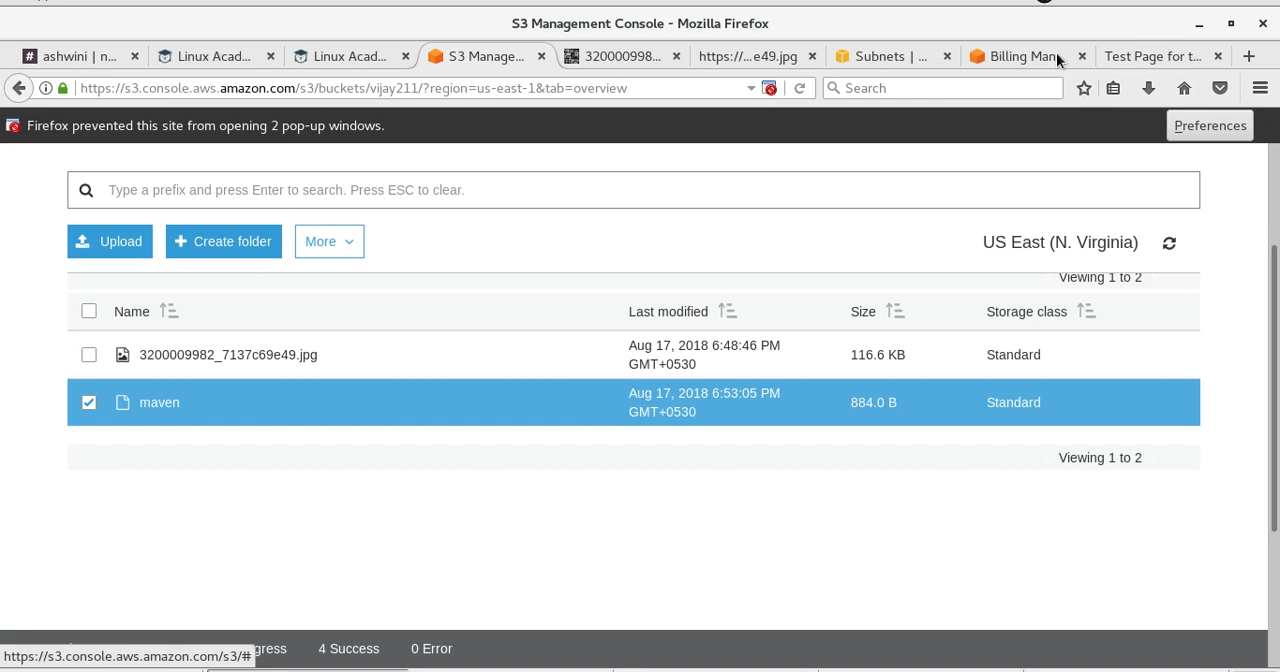 S3 Management Console - Mozilla Firefox
ashwini | n...
Linux Acad...
Linux Acad...
S3 Manage...
320000998...
https://...e49.jpg
Subnets | ...
Billing Man
Test Page for t...
https://s3.console.aws.amazon.com/s3/buckets/vijay211/?region=us-east-1&tab=overview
Search
Firefox prevented this site from opening 2 pop-up windows.
Preferences
Type a prefix and press Enter to search. Press ESC to clear.
Upload
Create folder
More
US East (N. Virginia)
Viewing 1 to 2
Name
Last modified
Size
Storage class
3200009982_7137c69e49.jpg
Aug 17, 2018 6:48:46 PM
GMT+0530
116.6 KB
Standard
maven
Aug 17, 2018 6:53:05 PM
GMT+0530
884.0 B
Standard
Viewing 1 to 2
gress
4 Success
0 Error
https://s3.console.aws.amazon.com/s3/#